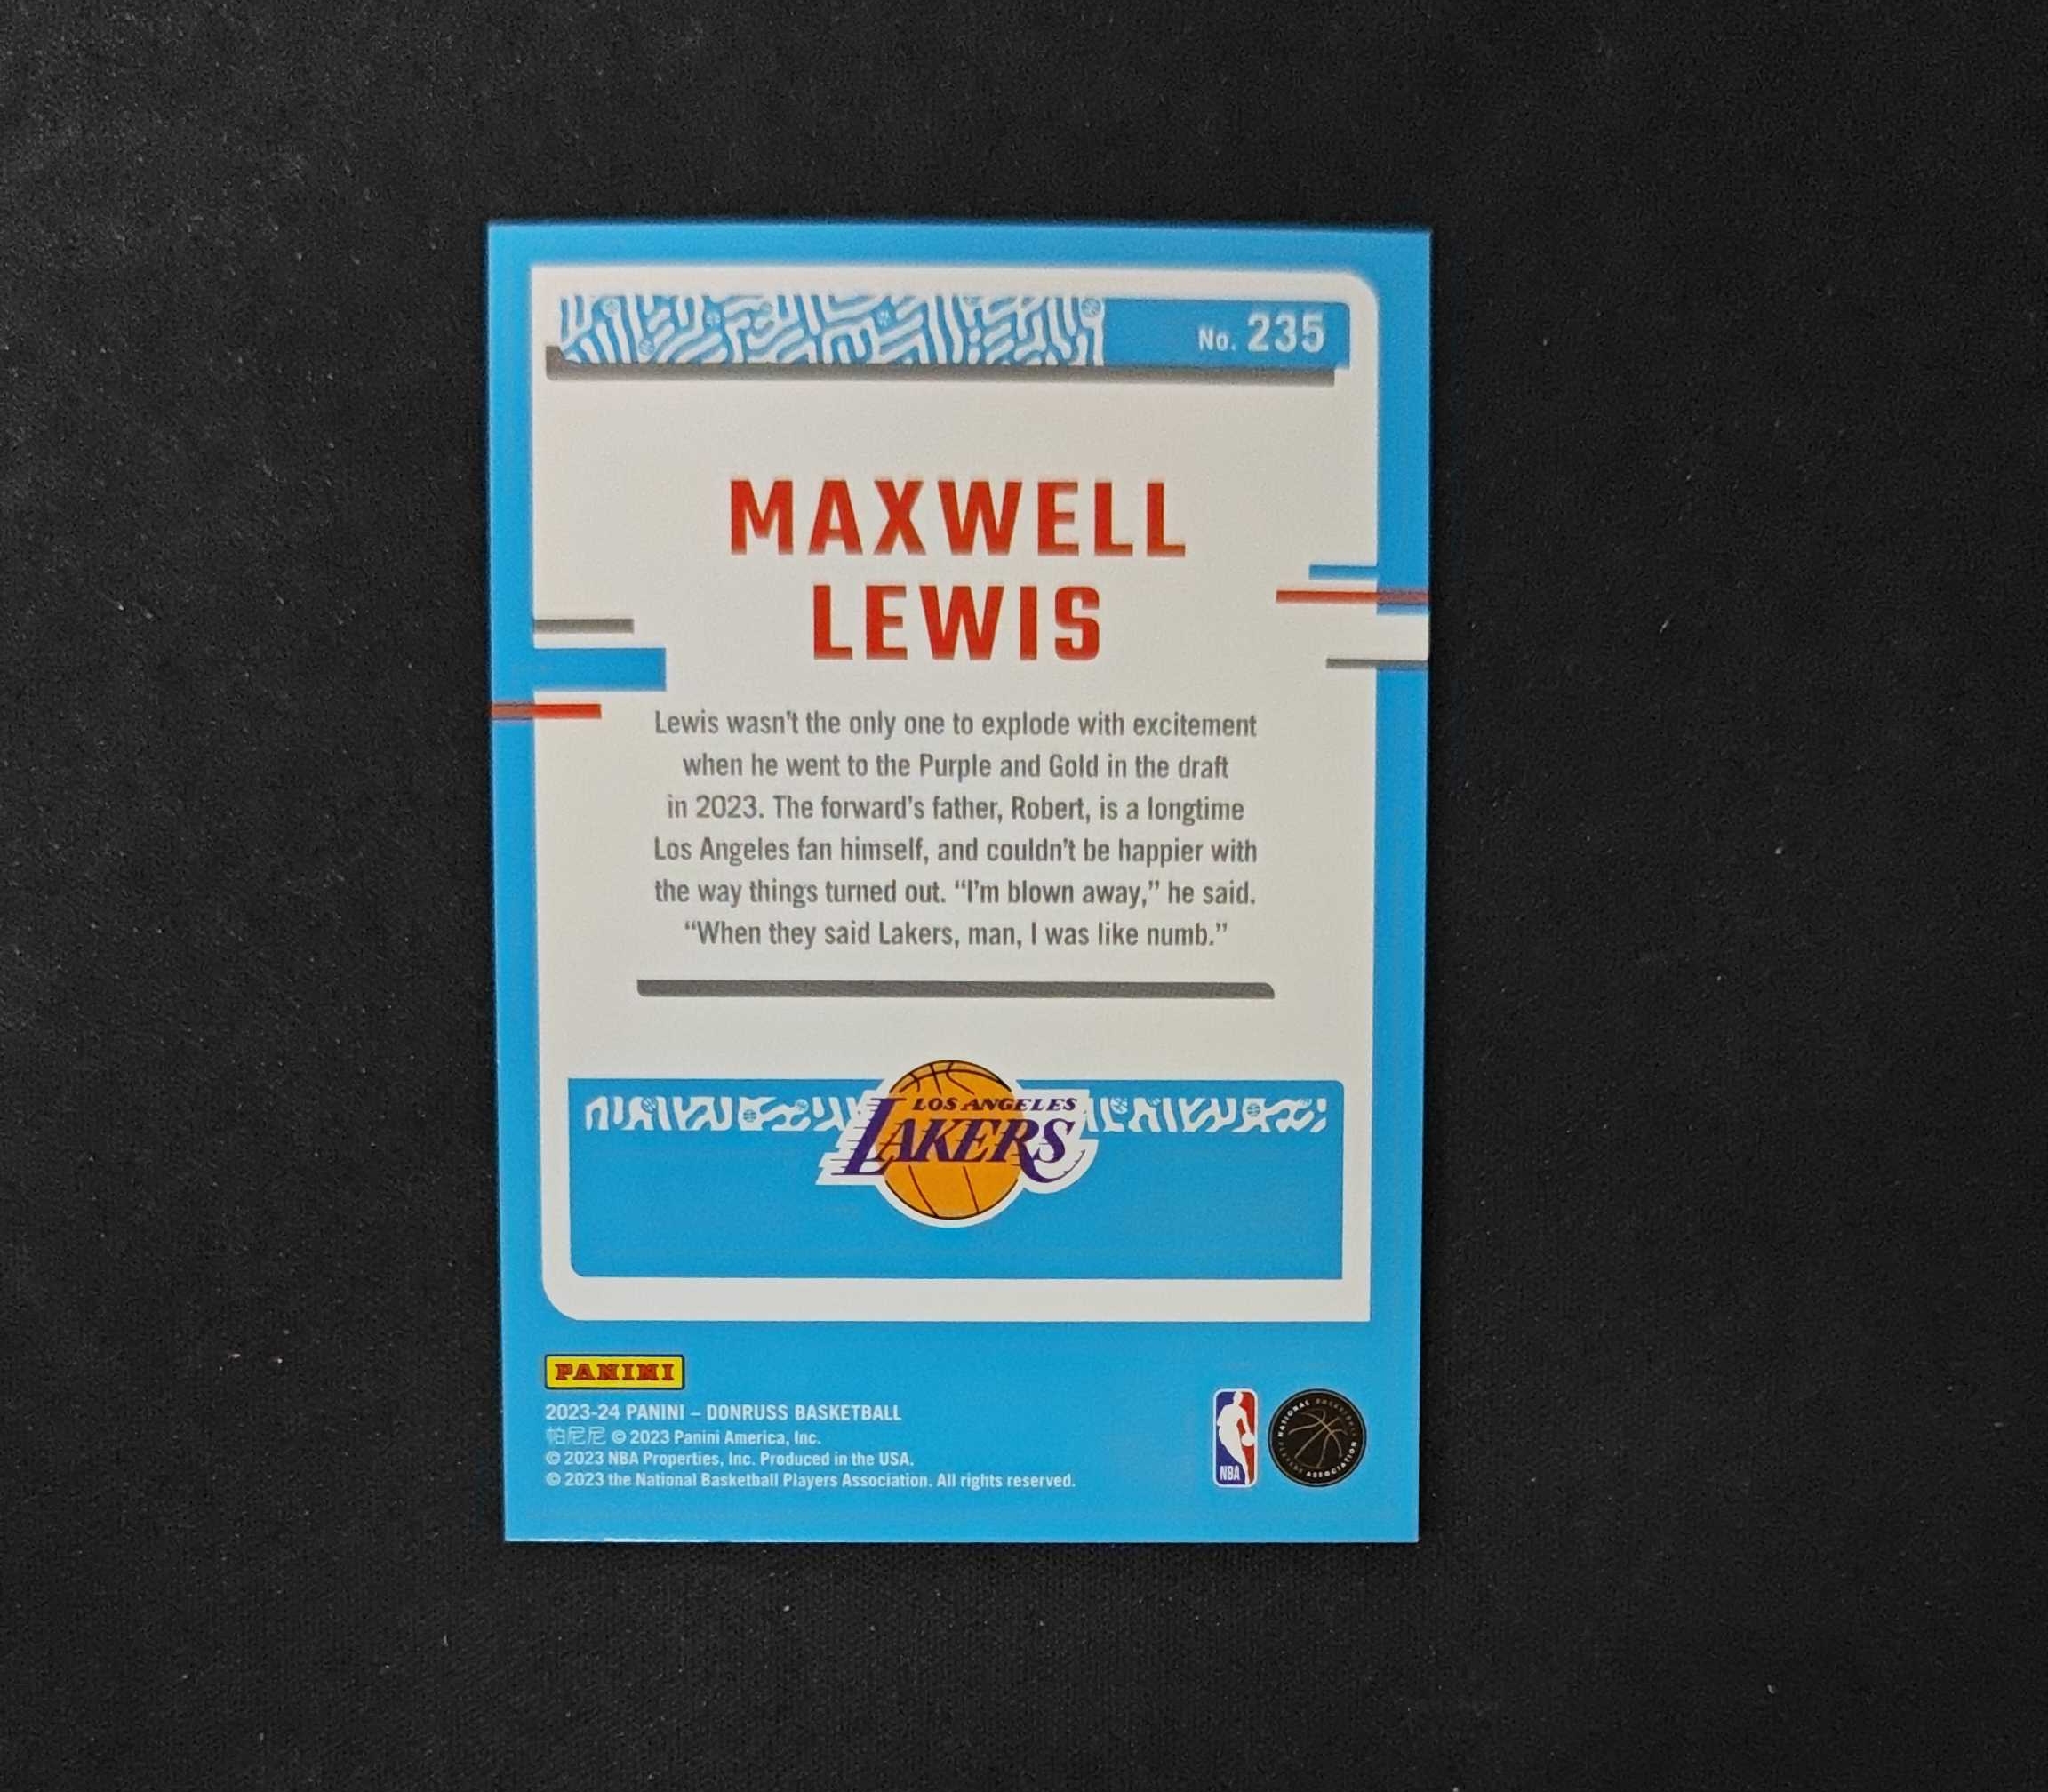 No. 235
MAXWELL
LEWIS
Lewis wasn't the only one to explode with excitement
when he went to the Purple and Gold in the draft
in 2023. The forward's father, Robert, is a longtime
Los Angeles fan himself, and couldn't be happier with
the way things turned out. “I'm blown away,” he said.
“When they said Lakers, man, I was like numb.”
LOS ANGELES
LAKERS
PANINI
2023-24 PANINI – DONRUSS BASKETBALL
帕尼尼 © 2023 Panini America, Inc.
© 2023 NBA Properties, Inc. Produced in the USA.
© 2023 the National Basketball Players Association. All rights reserved.
NBA
NATIONAL BASKETBALL
PLAYERS ASSOCIATION